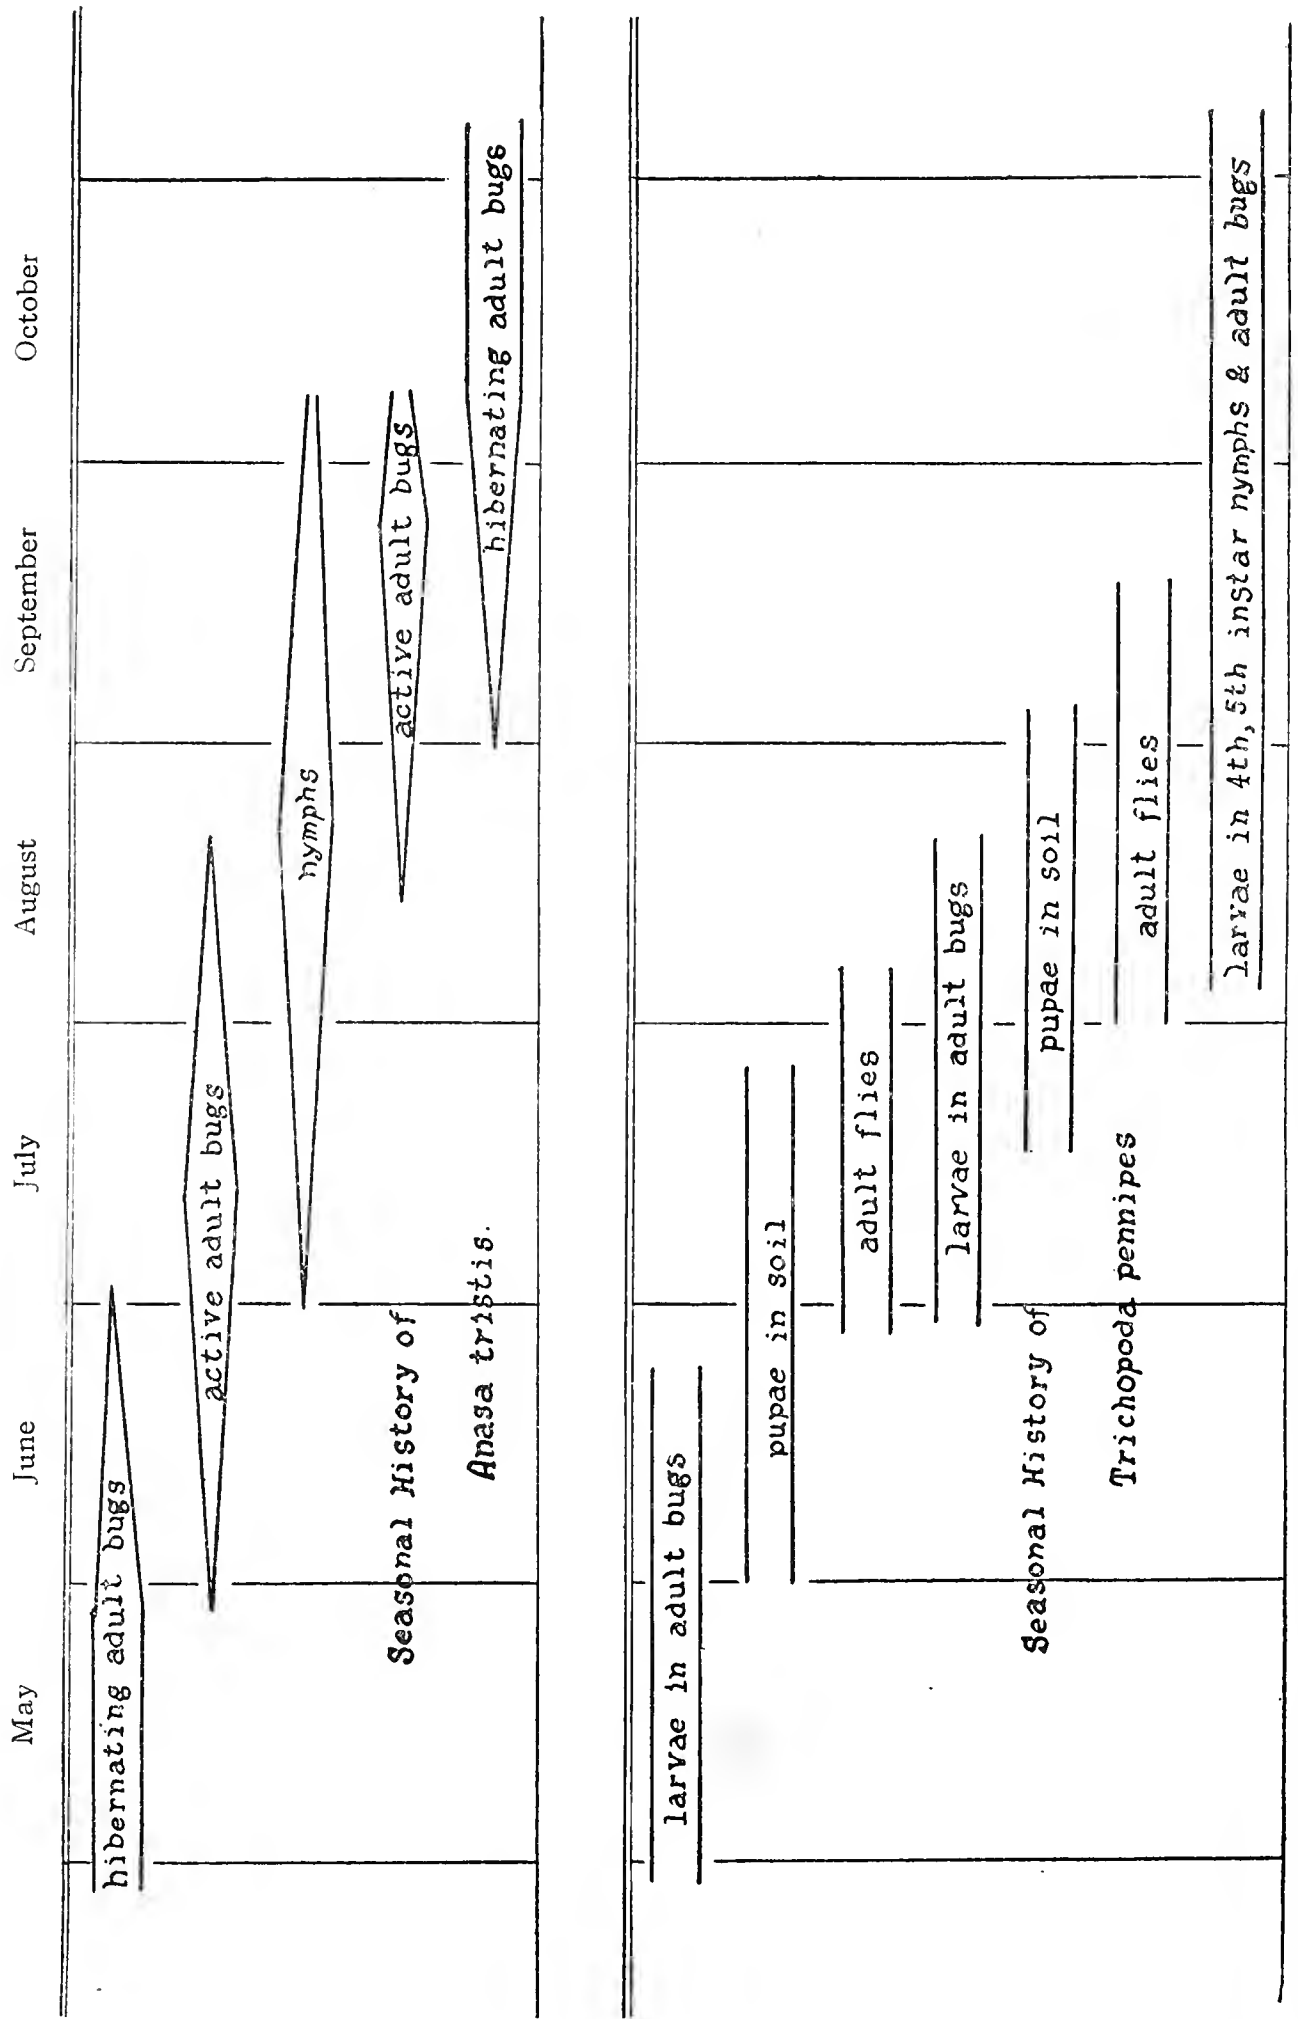 May
June
July
August
September
October
hibernating adult bugs
active adult bugs
nymphs
active adult bugs
hibernating adult bugs
Seasonal History of
Anasa tristis.
larvae in adult bugs
pupae in soil
adult flies
larvae in adult bugs
pupae in soil
adult flies
larvae in 4th, 5th instar nymphs & adult bugs
Seasonal History of
Trichopoda pennipes